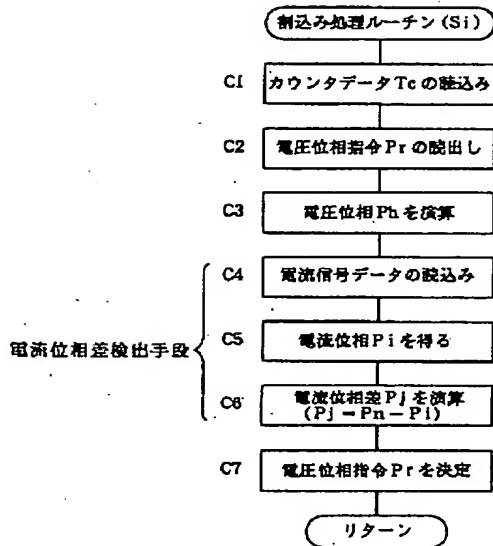 割込み処理ルーチン(Si)
C1 カウンタデータTcの読込み
C2 電圧位相指令Prの読出し
C3 電圧位相Phを演算
C4 電流信号データの読込み
電流位相差検出手段
C5 電流位相Piを得る
C6 電流位相差Pjを演算
(Pj=Pn-Pi)
C7 電圧位相指令Prを決定
リターン